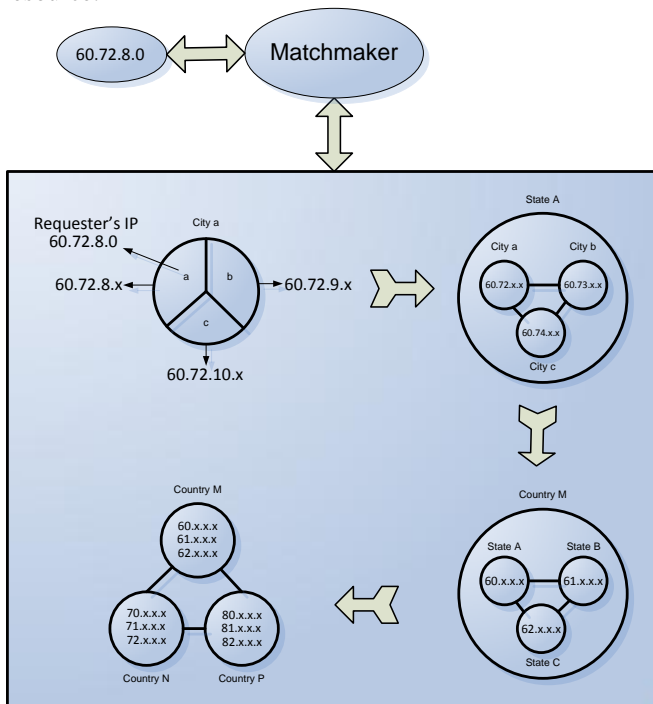 60.72.8.0
Matchmaker
Requester's IP
60.72.8.0
City a
60.72.8.x
a
b
c
60.72.9.x
60.72.10.x
State A
City a
City b
60.72.x.x
60.73.x.x
60.74.x.x
City c
Country M
60.x.x.x
61.x.x.x
62.x.x.x
70.x.x.x
71.x.x.x
72.x.x.x
80.x.x.x
81.x.x.x
82.x.x.x
Country N
Country P
Country M
State A
State B
60.x.x.x
61.x.x.x
62.x.x.x
State C